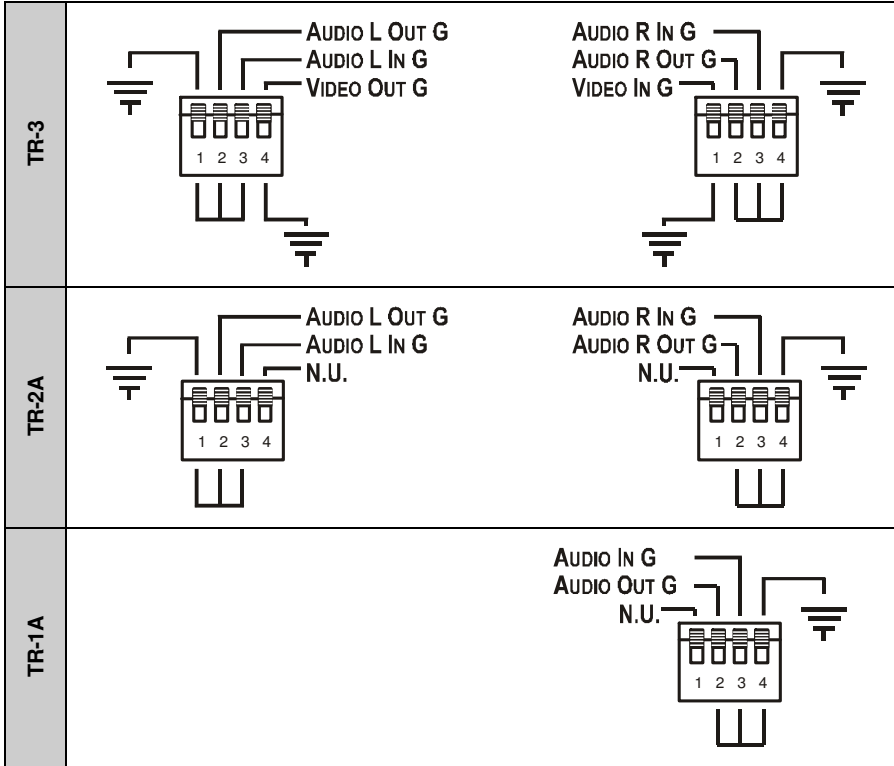 TR-3
AUDIO L OUT G
AUDIO L IN G
VIDEO OUT G
1 2 3 4
AUDIO R IN G
AUDIO R OUT G
VIDEO IN G
1 2 3 4
TR-2A
AUDIO L OUT G
AUDIO L IN G
N.U.
1 2 3 4
AUDIO R IN G
AUDIO R OUT G
N.U.
1 2 3 4
TR-1A
AUDIO IN G
AUDIO OUT G
N.U.
1 2 3 4